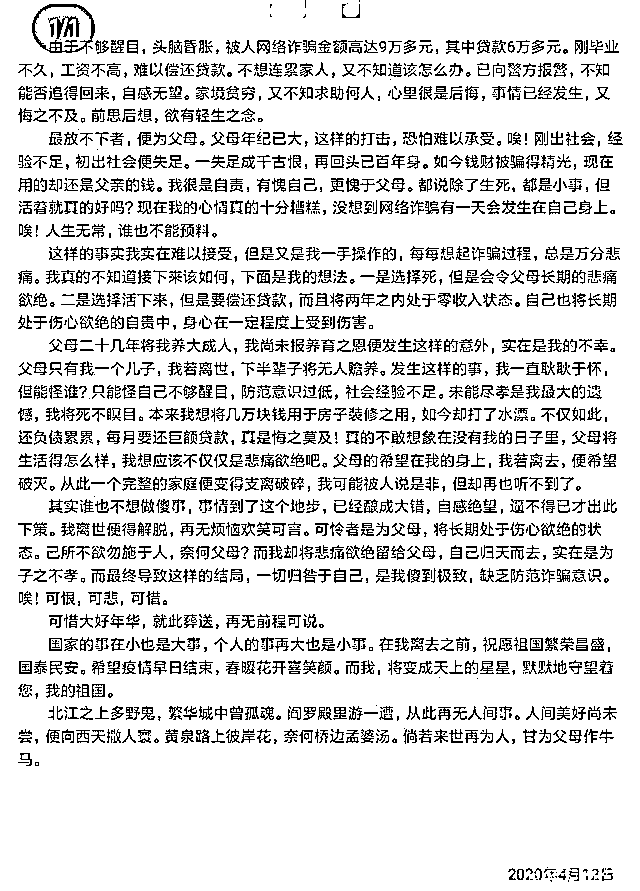 由于不够醒目，头脑昏胀，被人网络诈骗金额高达9万多元，其中贷款6万多元。刚毕业
不久，工资不高，难以偿还贷款。不想连累家人，又不知道该怎么办。已向警方报警，不知
能否追得回来，自感无望。家境贫穷，又不知求助何人，心里很是后悔，事情已经发生，又
悔之不及。前思后想，欲有轻生之念。
最放不下者，便为父母。父母年纪已大，这样的打击，恐怕难以承受。唉！刚出社会，经
验不足，初出社会便失足。一失足成千古恨，再回头已百年身。如今钱财被骗得精光，现在
用的却还是父亲的钱。我很是自责，有愧自己，更愧于父母。都说除了生死，都是小事，但
活着就真的好吗？现在我的心情真的十分糟糕，没想到网络诈骗有一天会发生在自己身上。
唉！人生无常，谁也不能预料。
这样的事实我实在难以接受，但是又是我一手操作的，每每想起诈骗过程，总是万分悲
痛。我真的不知道接下来该如何，下面是我的想法。一是选择死，但是会令父母长期的悲痛
欲绝。二是选择活下来，但是要偿还贷款，而且将两年之内处于零收入状态。自己也将长期
处于伤心欲绝的自责中，身心在一定程度上受到伤害。
父母二十几年将我养大成人，我尚未报养育之恩便发生这样的意外，实在是我的不幸。
父母只有我一个儿子，我若离世，下半辈子将无人赡养。发生这样的事，我一直耿耿于怀，
但能怪谁？只能怪自己不够醒目，防范意识过低，社会经验不足。未能尽孝是我最大的遗
憾，我将死不瞑目。本来我想将几万块钱用于房子装修之用，如今却打了水漂。不仅如此，
还负债累累，每月要还巨额贷款，真是悔之莫及！真的不敢想象在没有我的日子里，父母将
生活得怎么样，我想应该不仅仅是悲痛欲绝吧。父母的希望在我的身上，我若离去，便希望
破灭。从此一个完整的家庭便变得支离破碎，我可能被人说是非，但却再也听不到了。
其实谁也不想做傻事，事情到了这个地步，已经酿成大错，自感绝望，逼不得已才出此
下策。我离世便得解脱，再无烦恼欢笑可言。可怜者是为父母，将长期处于伤心欲绝的状
态。己所不欲勿施于人，奈何父母？而我却将悲痛欲绝留给父母，自己归天而去，实在是为
子之不孝。而最终导致这样的结局，一切归咎于自己，是我傻到极致，缺乏防范诈骗意识。
唉！可恨，可悲，可惜。
可惜大好年华，就此葬送，再无前程可说。
国家的事在小也是大事，个人的事再大也是小事。在我离去之前，祝愿祖国繁荣昌盛，
国泰民安。希望疫情早日结束，春暖花开喜笑颜。而我，将变成天上的星星，默默地守望着
您，我的祖国。
北江之上多野鬼，繁华城中曾孤魂。阎罗殿里游一遭，从此再无人间事。人间美好尚未
尝，便向西天撒人寰。黄泉路上彼岸花，奈何桥边孟婆汤。倘若来世再为人，甘为父母作牛
马。
2020年4月12日